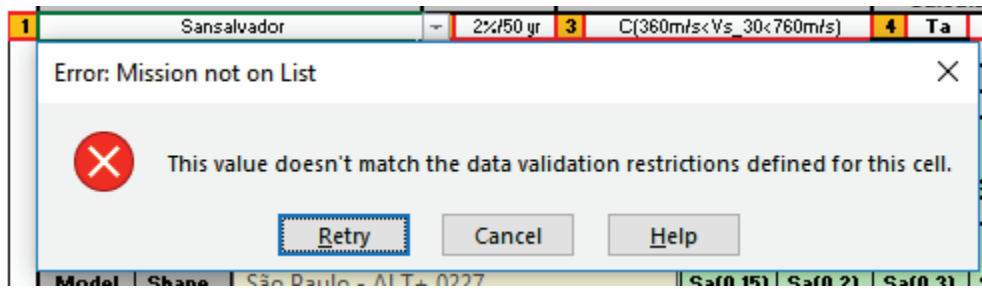 1 Sansalvador 2%/50 yr 3 C(360m/s<Vs_30<760m/s) 4 Ta
Error: Mission not on List
This value doesn't match the data validation restrictions defined for this cell.
Retry Cancel Help
Model Shape São Paulo - ALT+ 0227 Sa(0.15) Sa(0.2) Sa(0.3)